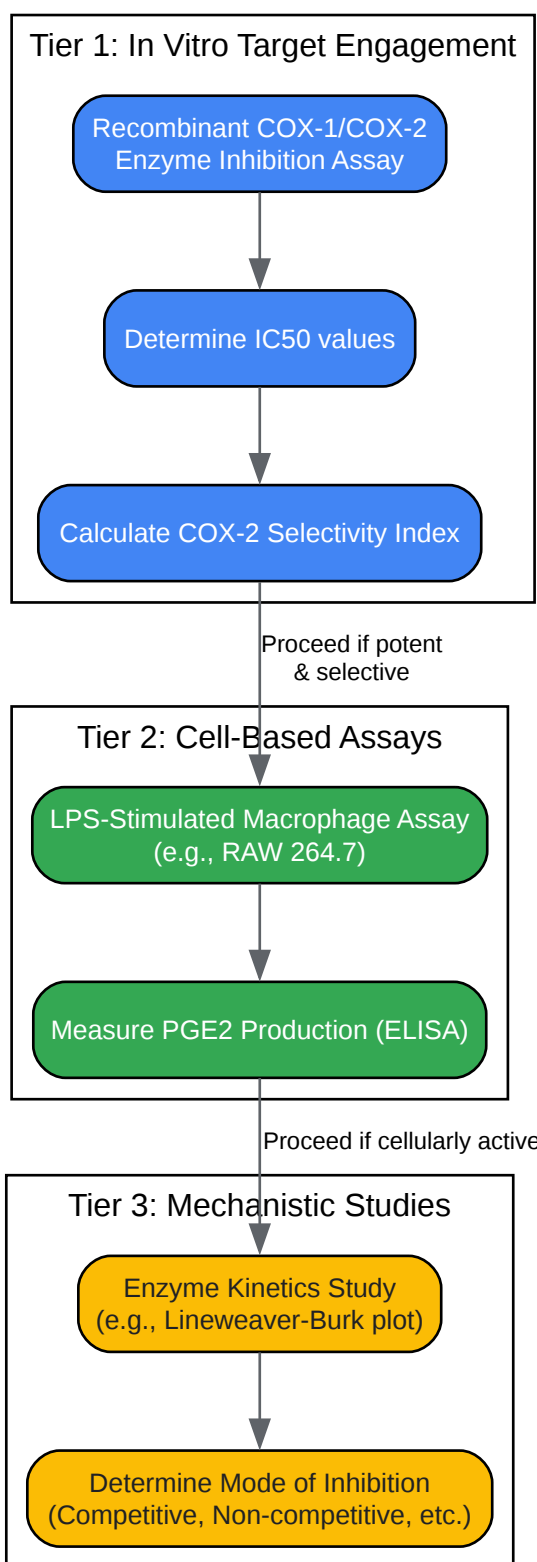 Tier 1: In Vitro Target Engagement
Recombinant COX-1/COX-2
Enzyme Inhibition Assay
Determine IC50 values
Calculate COX-2 Selectivity Index
Proceed if potent
& selective
Tier 2: Cell-Based Assays
LPS-Stimulated Macrophage Assay
(e.g., RAW 264.7)
Measure PGE2 Production (ELISA)
Proceed if cellularly active
Tier 3: Mechanistic Studies
Enzyme Kinetics Study
(e.g., Lineweaver-Burk plot)
Determine Mode of Inhibition
(Competitive, Non-competitive, etc.)